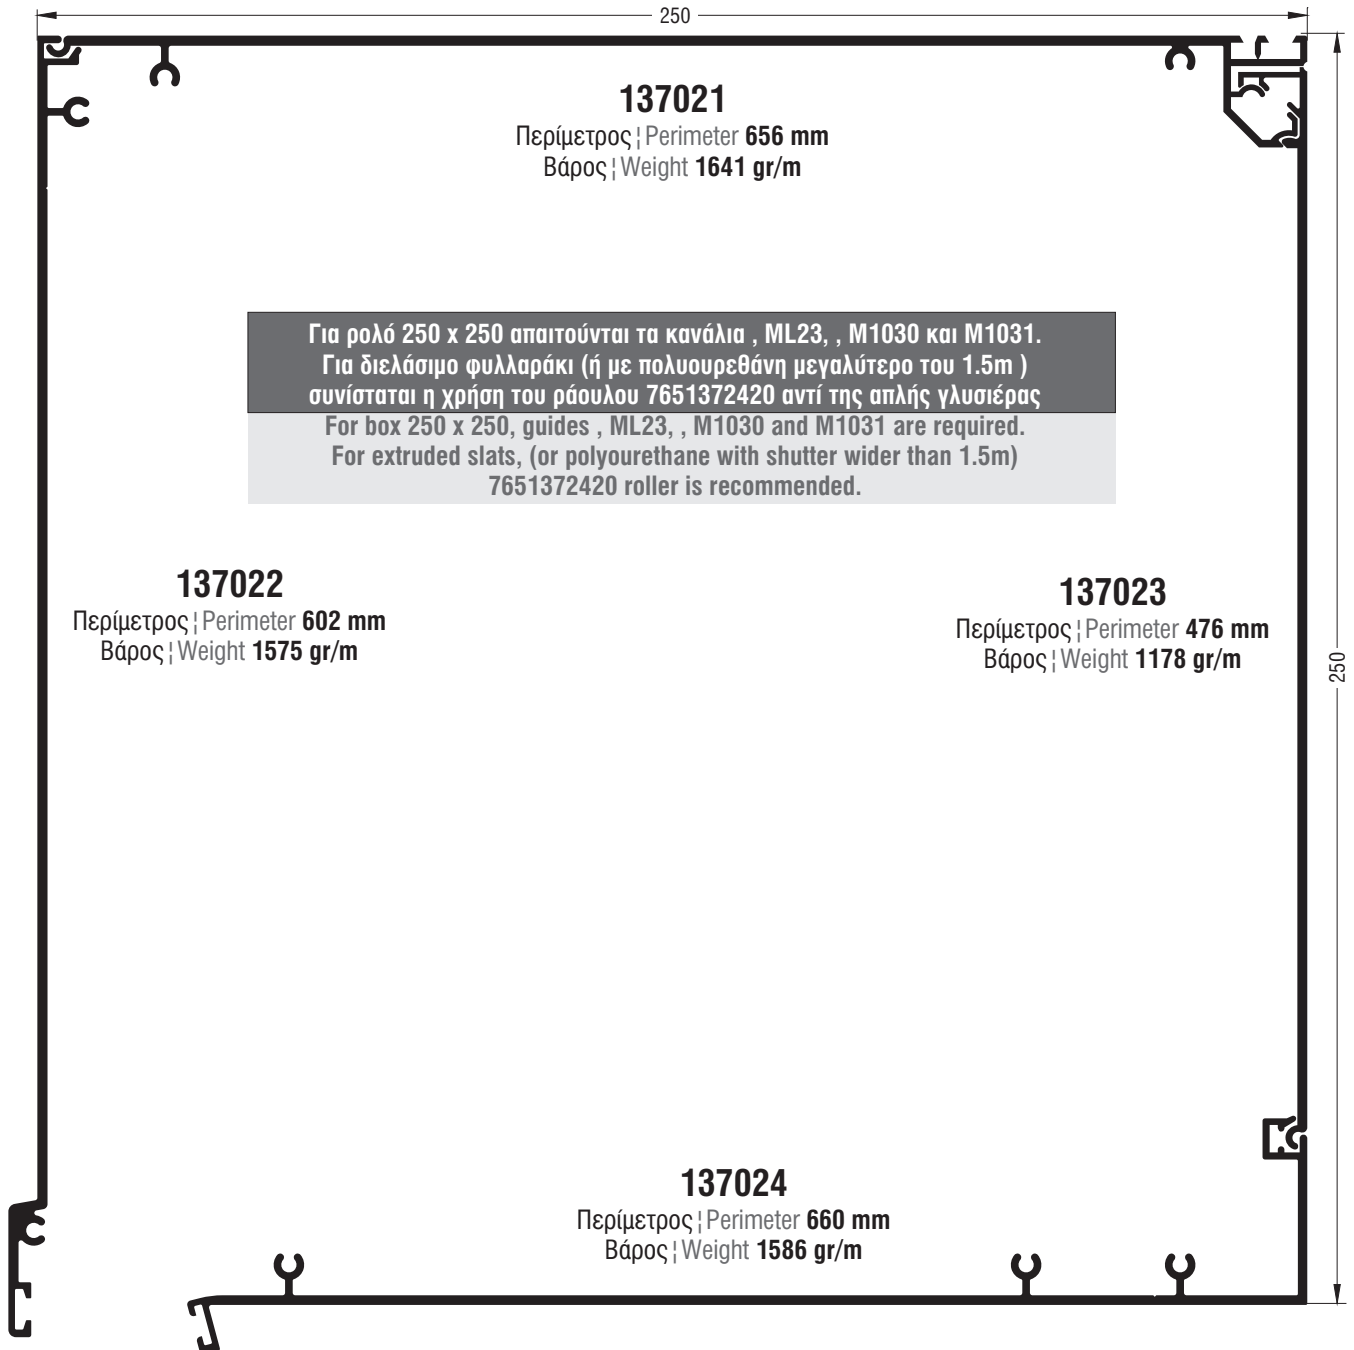 250
137021
Περίμετρος ¦ Perimeter 656 mm
Βάρος ¦ Weight 1641 gr/m
Για ρολό 250 x 250 απαιτούνται τα κανάλια , ML23, , M1030 και M1031.
Για διελάσιμο φυλλαράκι (ή με πολυουρεθάνη μεγαλύτερο του 1.5m )
συνίσταται η χρήση του ράουλου 7651372420 αντί της απλής γλυσιέρας
For box 250 x 250, guides , ML23, , M1030 and M1031 are required.
For extruded slats, (or polyourethane with shutter wider than 1.5m)
7651372420 roller is recommended.
137022
Περίμετρος ¦ Perimeter 602 mm
Βάρος ¦ Weight 1575 gr/m
137023
Περίμετρος ¦ Perimeter 476 mm
Βάρος ¦ Weight 1178 gr/m
250
137024
Περίμετρος ¦ Perimeter 660 mm
Βάρος ¦ Weight 1586 gr/m